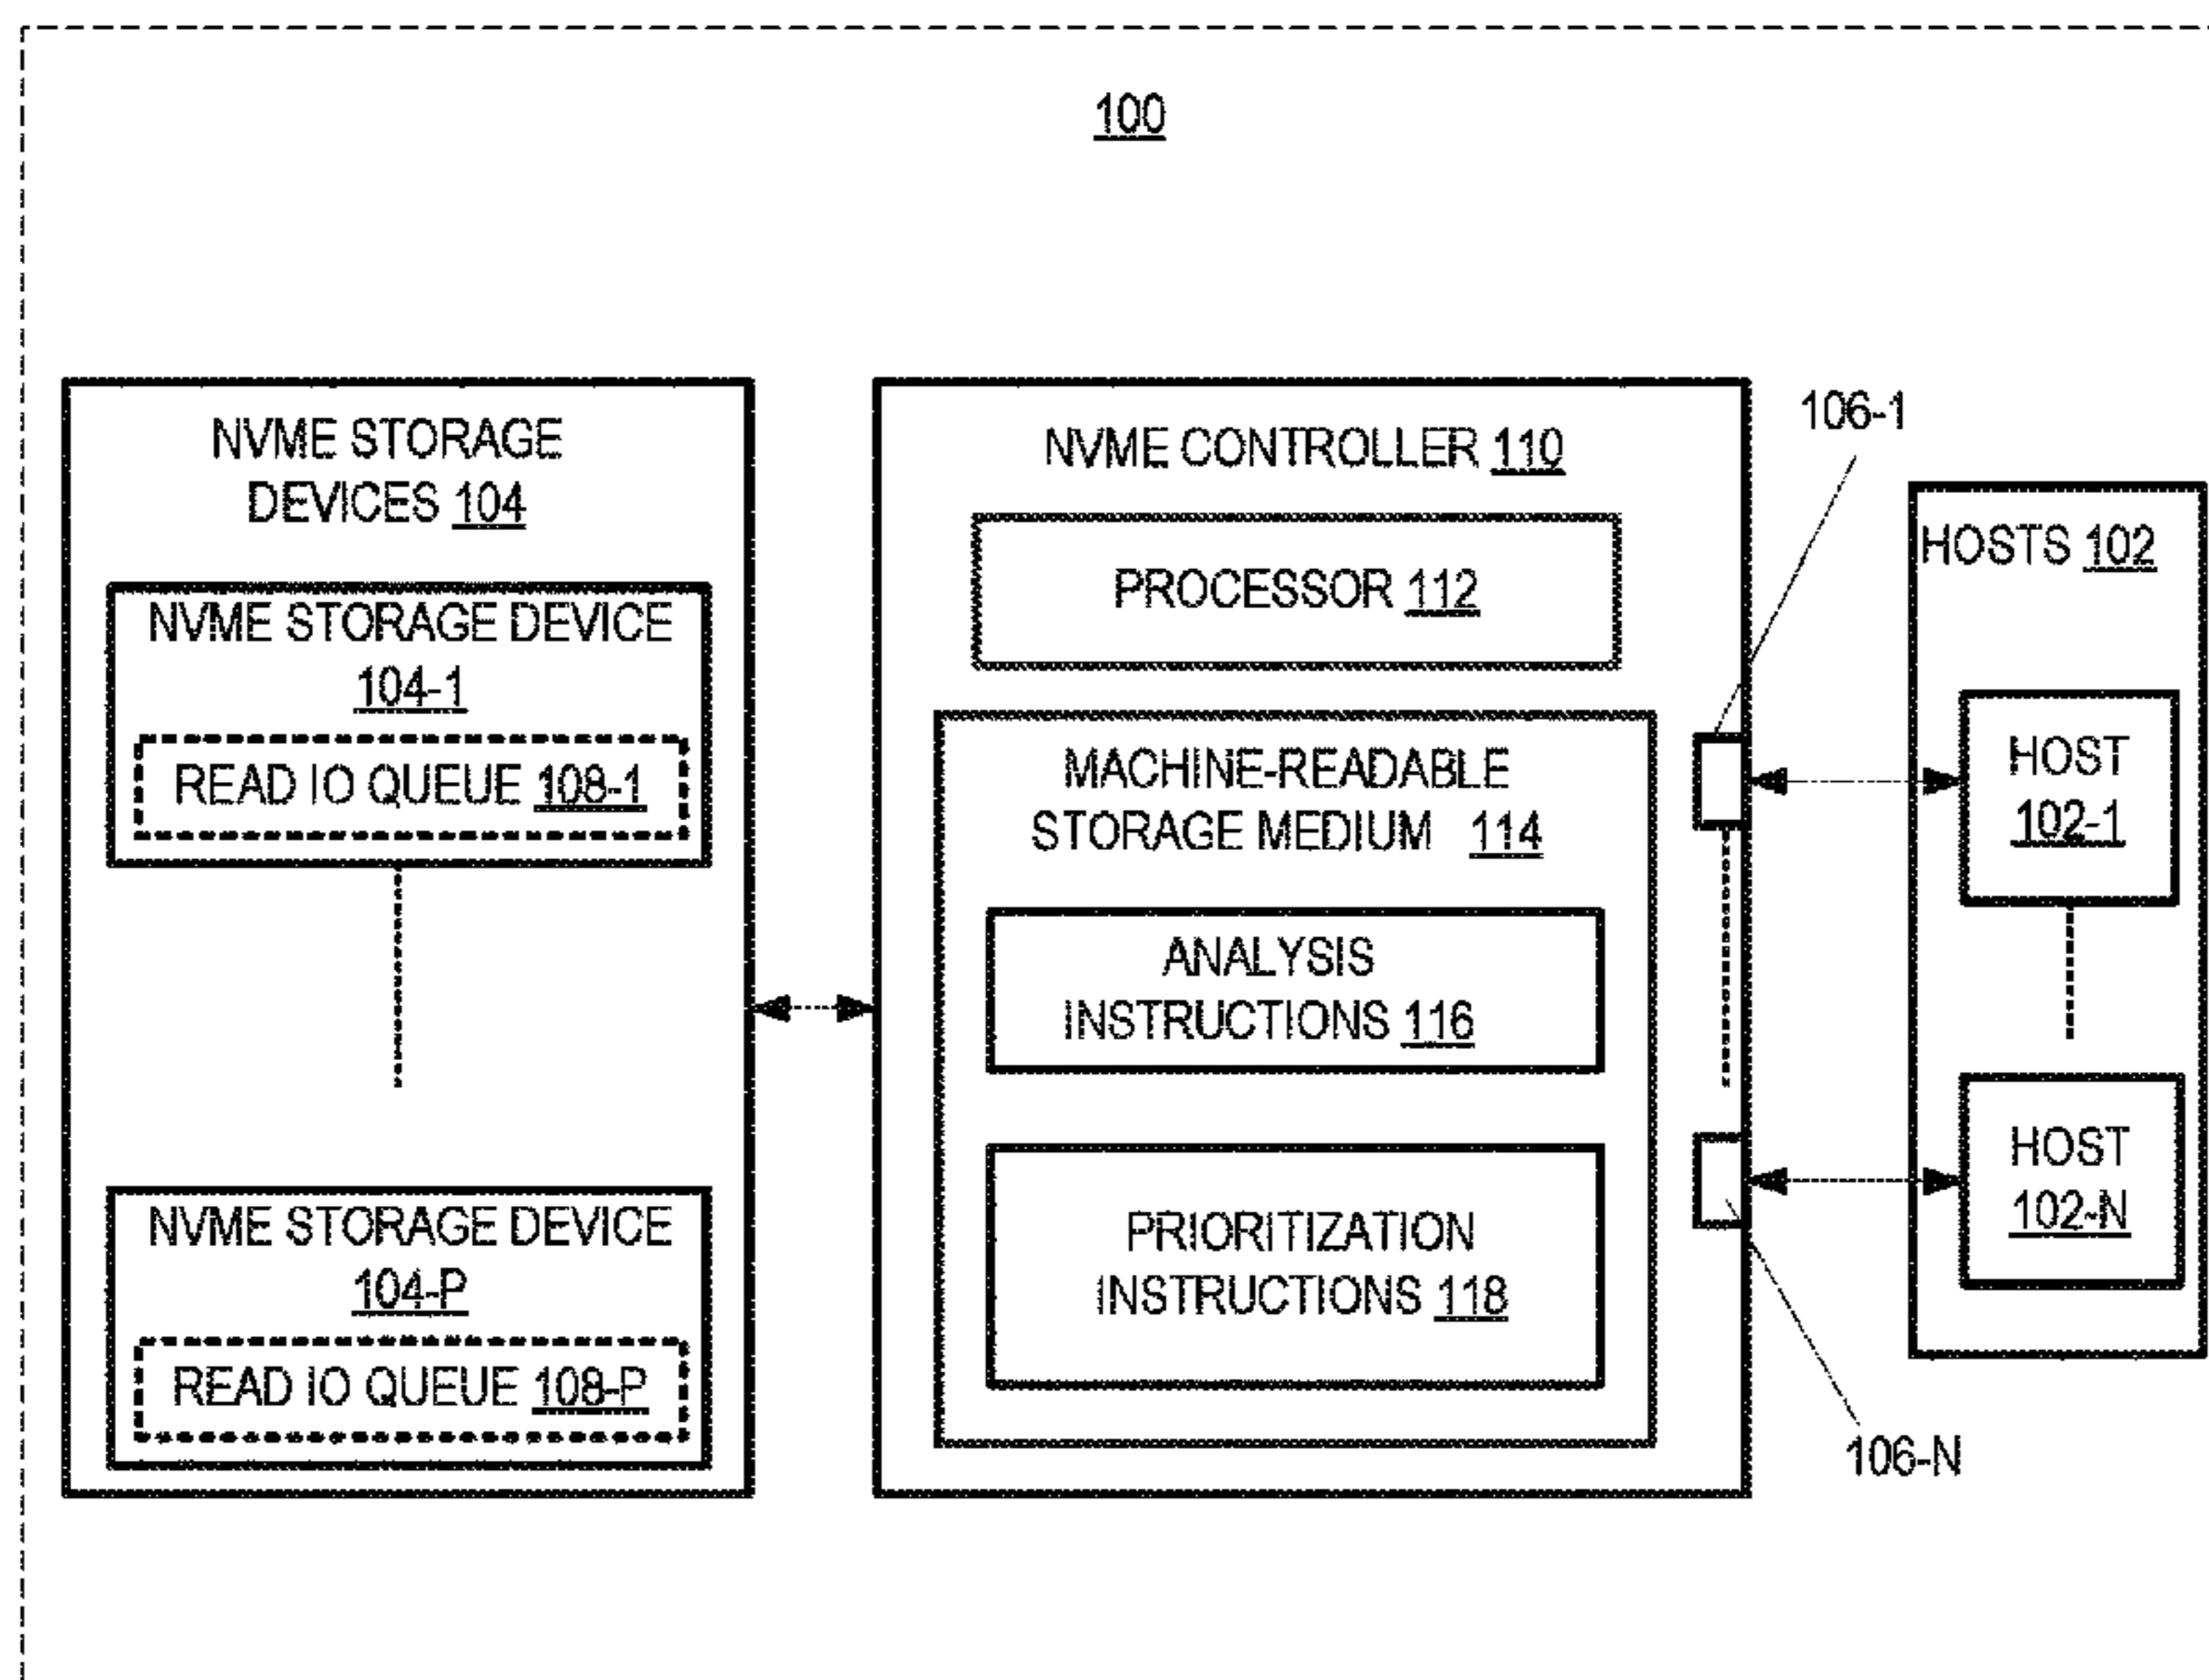 100
NVME STORAGE
DEVICES 104
NVME STORAGE DEVICE
104-1
READ IO QUEUE 108-1
NVME STORAGE DEVICE
104-P
READ IO QUEUE 108-P
NVME CONTROLLER 110
PROCESSOR 112
MACHINE-READABLE
STORAGE MEDIUM 114
ANALYSIS
INSTRUCTIONS 116
PRIORITIZATION
INSTRUCTIONS 118
106-1
106-N
HOSTS 102
HOST
102-1
HOST
102-N